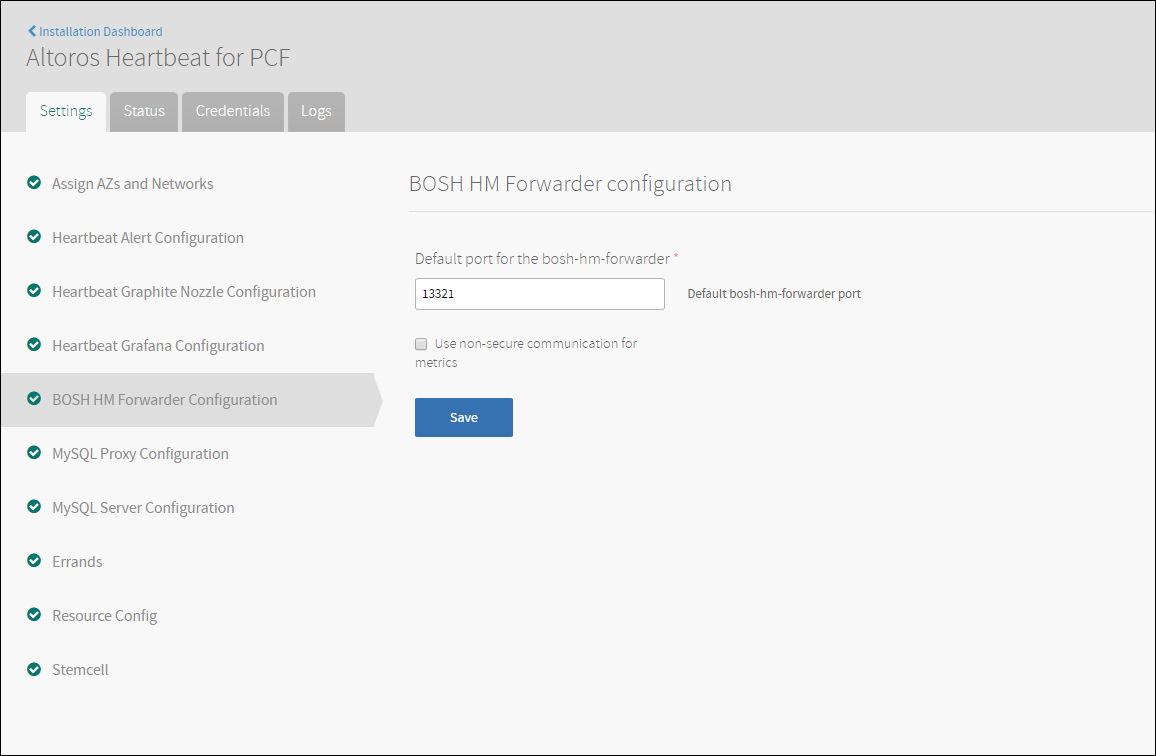 Installation Dashboard
Altoros Heartbeat for PCF
Settings
Status
Credentials
Logs
Assign AZs and Networks
Heartbeat Alert Configuration
Heartbeat Graphite Nozzle Configuration
Heartbeat Grafana Configuration
BOSH HM Forwarder Configuration
MySQL Proxy Configuration
MySQL Server Configuration
Errands
Resource Config
Stemcell
BOSH HM Forwarder configuration
Default port for the bosh-hm-forwarder *
13321
Default bosh-hm-forwarder port
Use non-secure communication for
metrics
Save